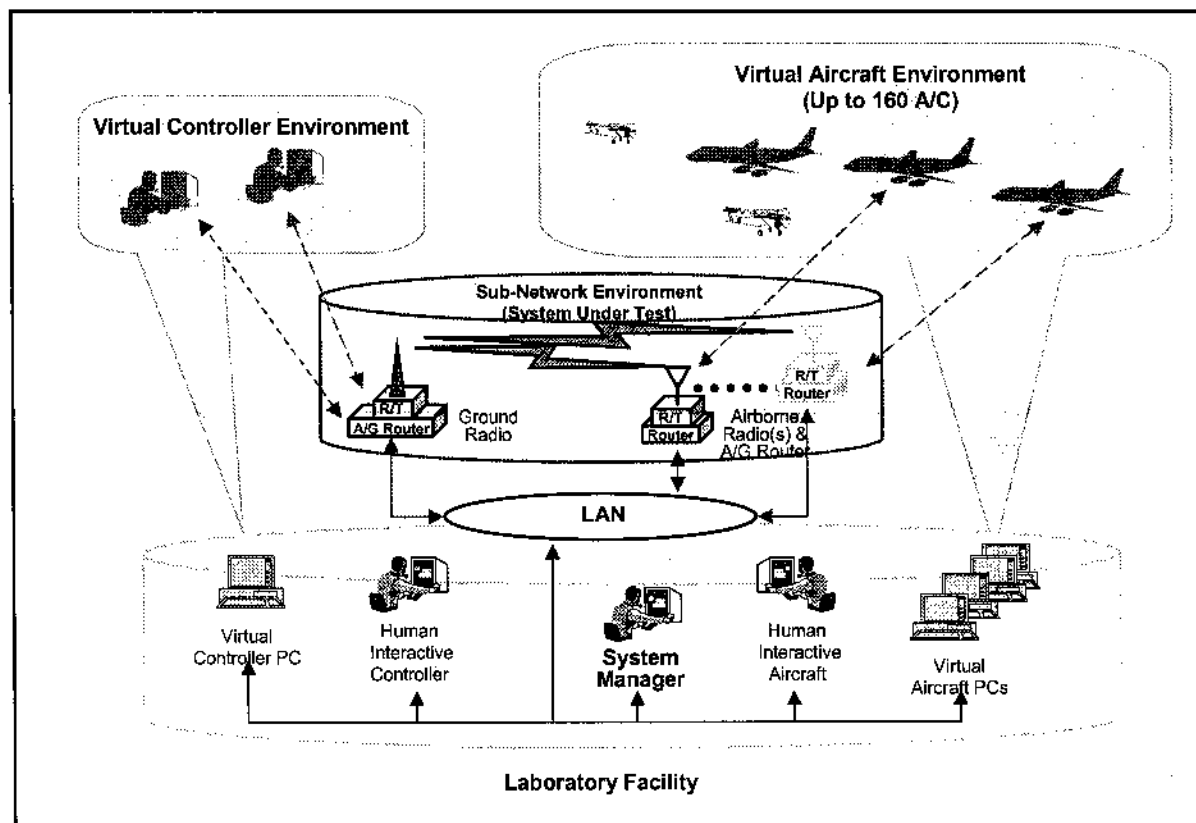 Virtual Aircraft Environment
(Up to 160 A/C)
Virtual Controller Environment
Sub-Network Environment
(System Under Test)
R/T
A/G Router
Ground
Radio
R/T
Router
Airborne
Radio(s) &
A/G Router
R/T
Router
LAN
Virtual
Controller PC
Human
Interactive
Controller
System
Manager
Human
Interactive
Aircraft
Virtual
Aircraft PCs
Laboratory Facility